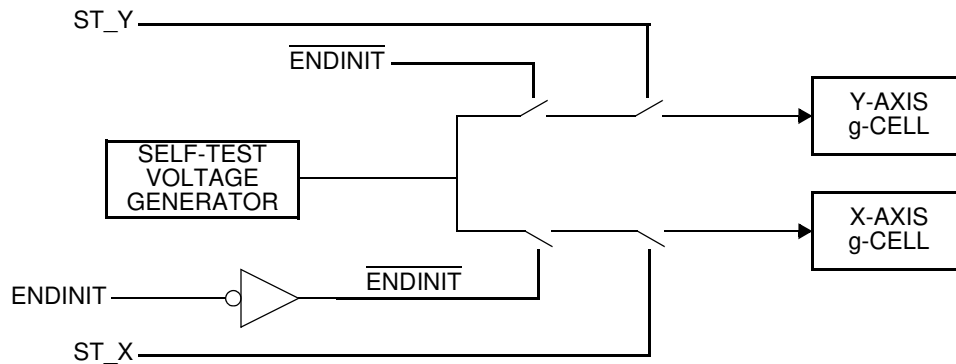 ST_Y
ENDINIT
Y-AXIS
g-CELL
SELF-TEST
VOLTAGE
GENERATOR
X-AXIS
g-CELL
ENDINIT
ENDINIT
ST_X